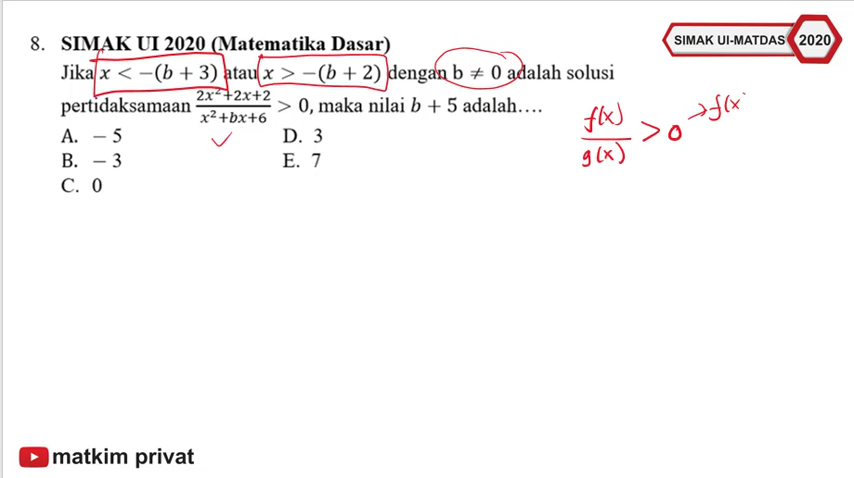 8. SIMAK UI 2020 (Matematika Dasar)
SIMAK UI-MATDAS 2020
Jika x < −(b + 3) atau x > −(b + 2) dengan b ≠ 0 adalah solusi
pertidaksamaan (2x²+2x+2)/(x²+bx+6) > 0, maka nilai b + 5 adalah....
f(x)/g(x) > 0 → f(x)
A. − 5 D. 3
B. − 3 E. 7
C. 0
matkim privat